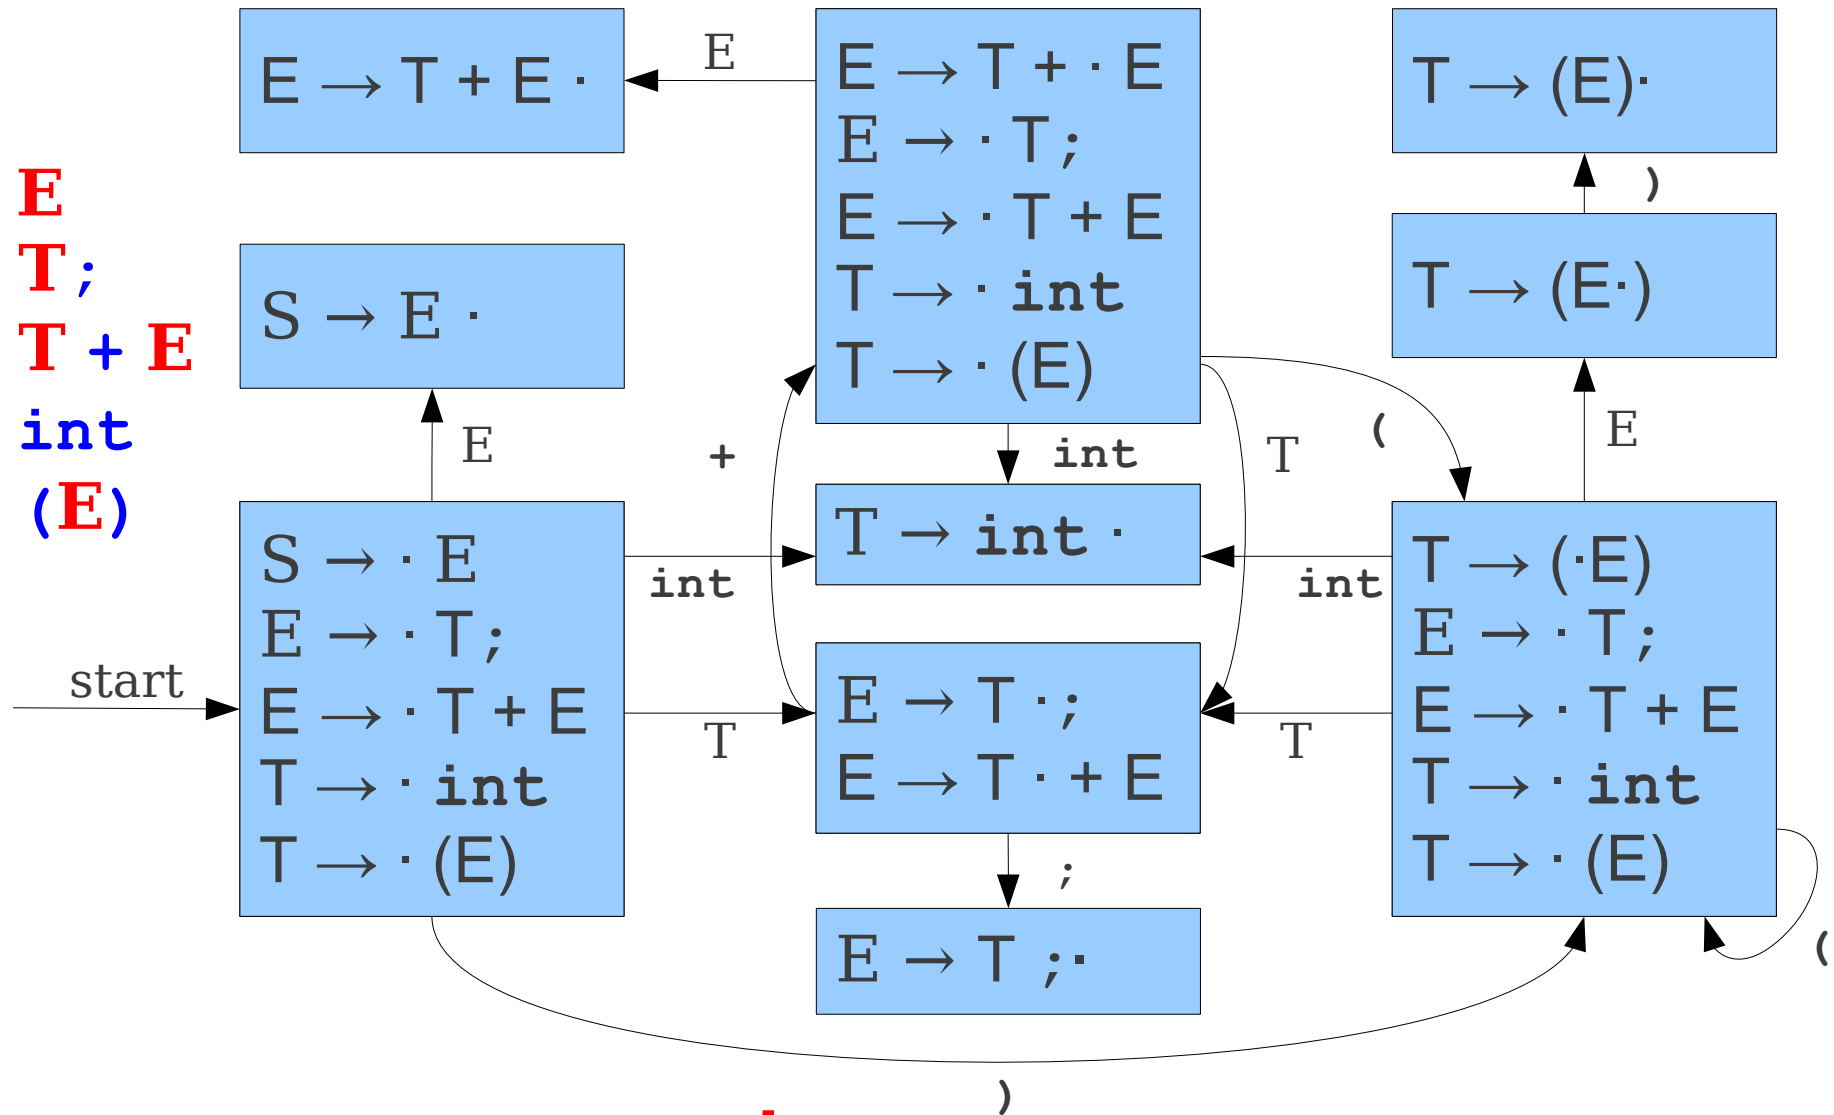 E
T ;
T + E
int
(E)
start
E → T + E ·
E
S → E ·
E
S → · E
E → · T ;
E → · T + E
T → · int
T → · (E)
int
T
+
E → T + · E
E → · T ;
E → · T + E
T → · int
T → · (E)
int
T → int ·
E → T · ;
E → T · + E
;
E → T ; ·
T
(
int
T
T → (E)·
)
T → (E·)
E
T → (·E)
E → · T ;
E → · T + E
T → · int
T → · (E)
(
)